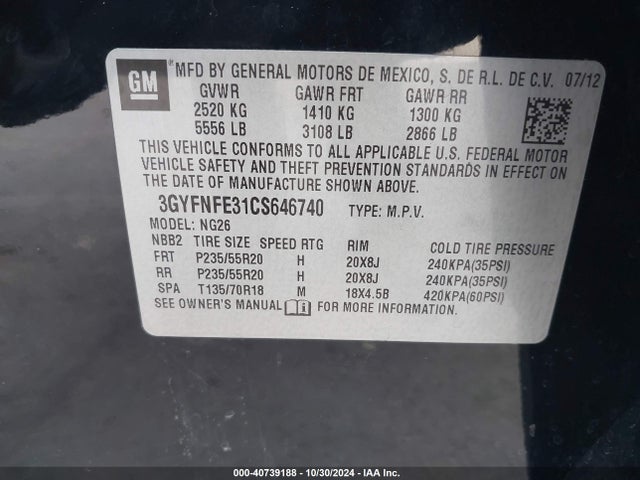 GM MFD BY GENERAL MOTORS DE MEXICO, S. DE R.L. DE C.V. 07/12
GVWR GAWR FRT GAWR RR
2520 KG 1410 KG 1300 KG
5556 LB 3108 LB 2866 LB
THIS VEHICLE CONFORMS TO ALL APPLICABLE U.S. FEDERAL MOTOR
VEHICLE SAFETY AND THEFT PREVENTION STANDARDS IN EFFECT ON
THE DATE OF MANUFACTURE SHOWN ABOVE.
3GYFNFE31CS646740 TYPE: M.P.V.
MODEL: NG26
NBB2 TIRE SIZE SPEED RTG RIM COLD TIRE PRESSURE
FRT P235/55R20 H 20X8J 240KPA(35PSI)
RR P235/55R20 H 20X8J 240KPA(35PSI)
SPA T135/70R18 M 18X4.5B 420KPA(60PSI)
SEE OWNER'S MANUAL FOR MORE INFORMATION.
000-40739188 - 10/30/2024 - IAA Inc.